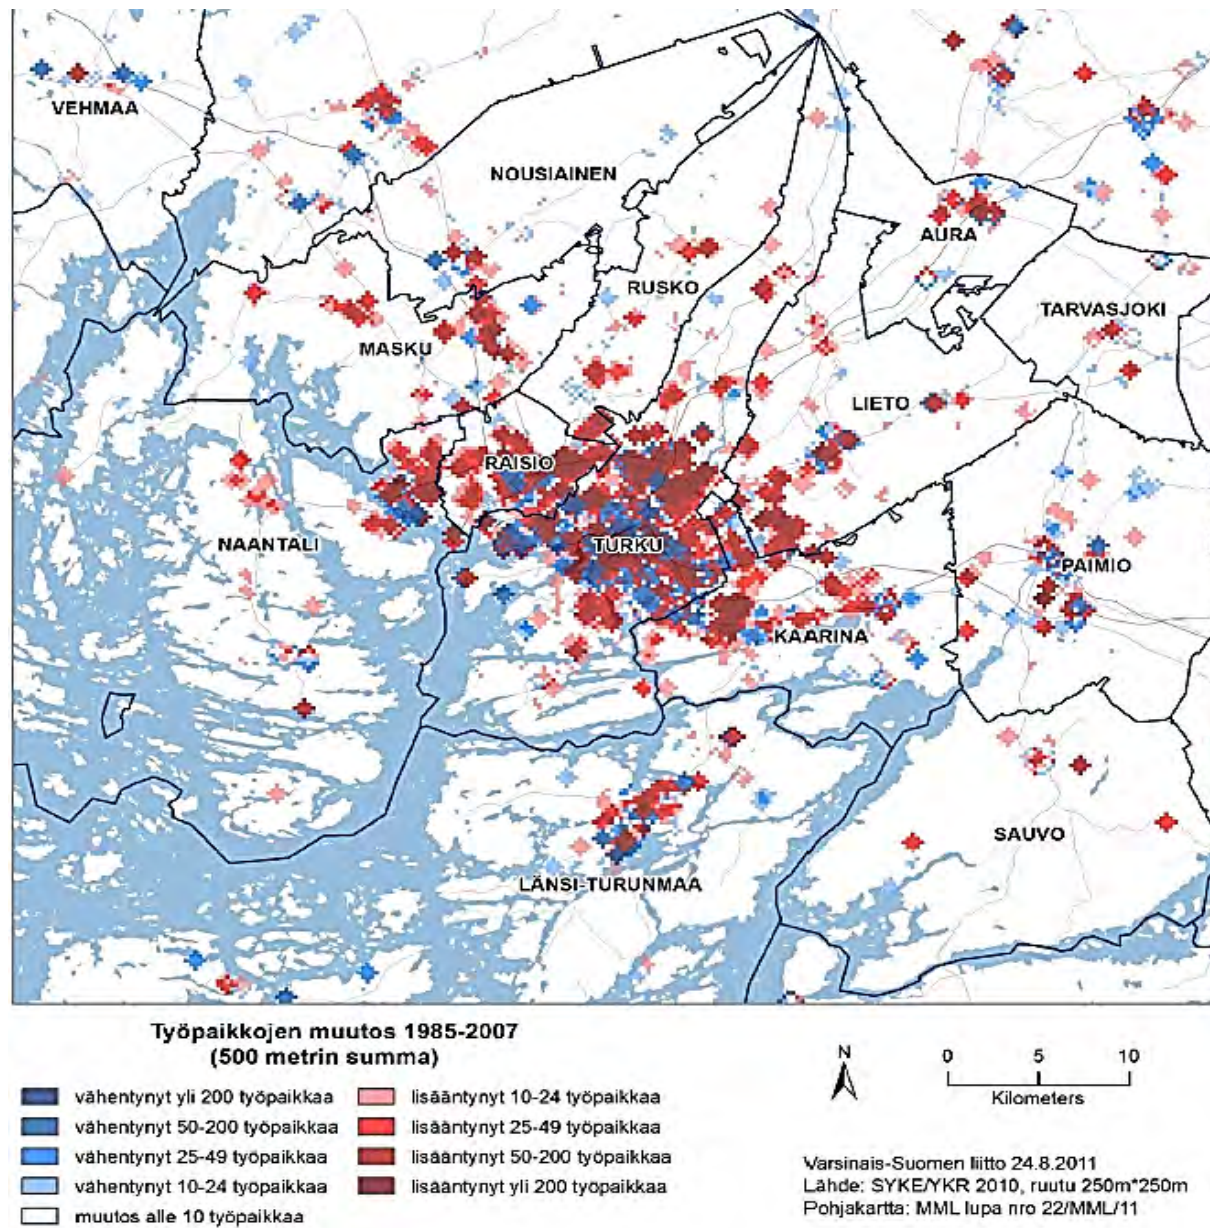 VEHMAA
NOUSIAINEN
AURA
RUSKO
TARVASJOKI
MASKU
LIETO
RAISIO
NAANTALI
TURKU
PAIMIO
KAARINA
SAUVO
LÄNSI-TURUNMAA
Työpaikkojen muutos 1985-2007
(500 metrin summa)
vähentynyt yli 200 työpaikkaa
vähentynyt 50-200 työpaikkaa
vähentynyt 25-49 työpaikkaa
vähentynyt 10-24 työpaikkaa
muutos alle 10 työpaikkaa
lisääntynyt 10-24 työpaikkaa
lisääntynyt 25-49 työpaikkaa
lisääntynyt 50-200 työpaikkaa
lisääntynyt yli 200 työpaikkaa
N
0 5 10
Kilometers
Varsinais-Suomen liitto 24.8.2011
Lähde: SYKE/YKR 2010, ruutu 250m*250m
Pohjakartta: MML lupa nro 22/MML/11